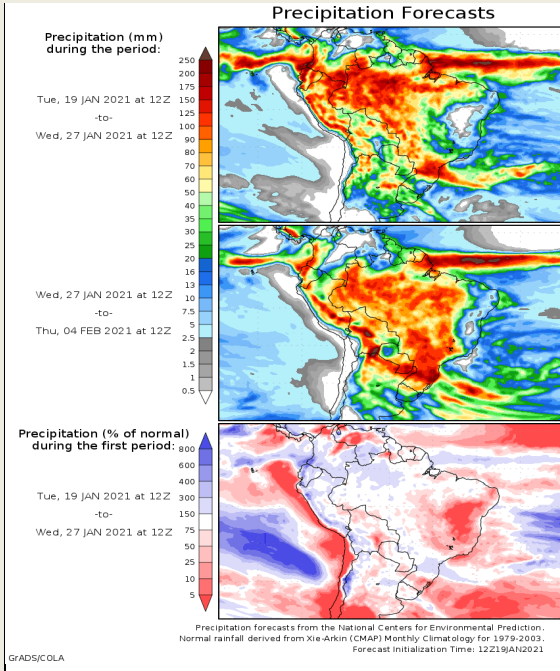 Precipitation Forecasts
Precipitation (mm)
during the period:
Tue, 19 JAN 2021 at 12Z
-to-
Wed, 27 JAN 2021 at 12Z
250
200
175
150
125
100
90
80
70
60
50
40
35
30
25
20
16
13
10
7.5
5
2.5
2
1.5
1
0.5
Wed, 27 JAN 2021 at 12Z
-to-
Thu, 04 FEB 2021 at 12Z
Precipitation (% of normal)
during the first period:
Tue, 19 JAN 2021 at 12Z
-to-
Wed, 27 JAN 2021 at 12Z
800
600
400
300
150
75
50
25
10
5
Precipitation forecasts from the National Centers for Environmental Prediction.
Normal rainfall derived from Xie-Arkin (CMAP) Monthly Climatology for 1979-2003.
Forecast Initialization Time: 12Z19JAN2021
GrADS/COLA